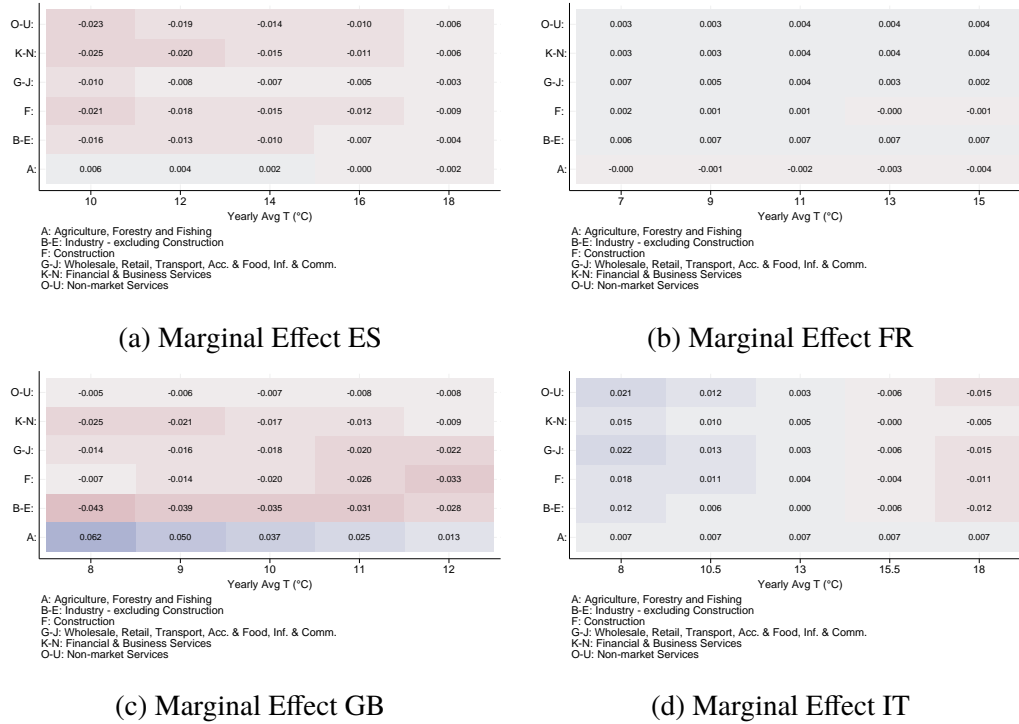 O-U: -0.023 -0.019 -0.014 -0.010 -0.006
K-N: -0.025 -0.020 -0.015 -0.011 -0.006
G-J: -0.010 -0.008 -0.007 -0.005 -0.003
F: -0.021 -0.018 -0.015 -0.012 -0.009
B-E: -0.016 -0.013 -0.010 -0.007 -0.004
A: 0.006 0.004 0.002 -0.000 -0.002
10 12 14 16 18
Yearly Avg T (°C)
A: Agriculture, Forestry and Fishing
B-E: Industry - excluding Construction
F: Construction
G-J: Wholesale, Retail, Transport, Acc. & Food, Inf. & Comm.
K-N: Financial & Business Services
O-U: Non-market Services
(a) Marginal Effect ES
O-U: 0.003 0.003 0.004 0.004 0.004
K-N: 0.003 0.003 0.004 0.004 0.004
G-J: 0.007 0.005 0.004 0.003 0.002
F: 0.002 0.001 0.001 -0.000 -0.001
B-E: 0.006 0.007 0.007 0.007 0.007
A: -0.000 -0.001 -0.002 -0.003 -0.004
7 9 11 13 15
Yearly Avg T (°C)
A: Agriculture, Forestry and Fishing
B-E: Industry - excluding Construction
F: Construction
G-J: Wholesale, Retail, Transport, Acc. & Food, Inf. & Comm.
K-N: Financial & Business Services
O-U: Non-market Services
(b) Marginal Effect FR
O-U: -0.005 -0.006 -0.007 -0.008 -0.008
K-N: -0.025 -0.021 -0.017 -0.013 -0.009
G-J: -0.014 -0.016 -0.018 -0.020 -0.022
F: -0.007 -0.014 -0.020 -0.026 -0.033
B-E: -0.043 -0.039 -0.035 -0.031 -0.028
A: 0.062 0.050 0.037 0.025 0.013
8 9 10 11 12
Yearly Avg T (°C)
A: Agriculture, Forestry and Fishing
B-E: Industry - excluding Construction
F: Construction
G-J: Wholesale, Retail, Transport, Acc. & Food, Inf. & Comm.
K-N: Financial & Business Services
O-U: Non-market Services
(c) Marginal Effect GB
O-U: 0.021 0.012 0.003 -0.006 -0.015
K-N: 0.015 0.010 0.005 -0.000 -0.005
G-J: 0.022 0.013 0.003 -0.006 -0.015
F: 0.018 0.011 0.004 -0.004 -0.011
B-E: 0.012 0.006 0.000 -0.006 -0.012
A: 0.007 0.007 0.007 0.007 0.007
8 10.5 13 15.5 18
Yearly Avg T (°C)
A: Agriculture, Forestry and Fishing
B-E: Industry - excluding Construction
F: Construction
G-J: Wholesale, Retail, Transport, Acc. & Food, Inf. & Comm.
K-N: Financial & Business Services
O-U: Non-market Services
(d) Marginal Effect IT